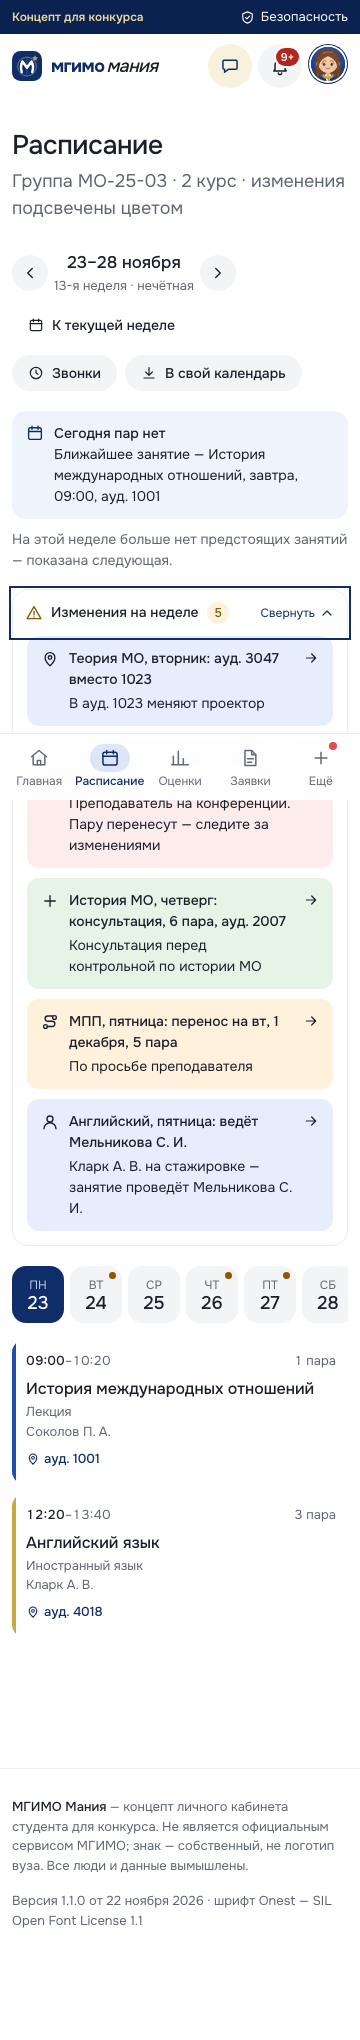 Концепт для конкурса
Безопасность
М
МГИМО мания
9+
Расписание
Группа МО-25-03 · 2 курс · изменения
подсвечены цветом
23–28 ноября
13-я неделя · нечётная
К текущей неделе
Звонки
В свой календарь
Сегодня пар нет
Ближайшее занятие — История
международных отношений, завтра,
09:00, ауд. 1001
На этой неделе больше нет предстоящих занятий
— показана следующая.
Изменения на неделе 5
Свернуть
Теория МО, вторник: ауд. 3047
вместо 1023
В ауд. 1023 меняют проектор
Главная
Расписание
Оценки
Заявки
Ещё
Преподаватель на конференции.
Пару перенесут — следите за
изменениями
История МО, четверг:
консультация, 6 пара, ауд. 2007
Консультация перед
контрольной по истории МО
МПП, пятница: перенос на вт, 1
декабря, 5 пара
По просьбе преподавателя
Английский, пятница: ведёт
Мельникова С. И.
Кларк А. В. на стажировке —
занятие проведёт Мельникова С.
И.
ПН
23
ВТ
24
СР
25
ЧТ
26
ПТ
27
СБ
28
09:00–10:20
1 пара
История международных отношений
Лекция
Соколов П. А.
ауд. 1001
12:20–13:40
3 пара
Английский язык
Иностранный язык
Кларк А. В.
ауд. 4018
МГИМО Мания — концепт личного кабинета
студента для конкурса. Не является официальным
сервисом МГИМО; знак — собственный, не логотип
вуза. Все люди и данные вымышлены.
Версия 1.1.0 от 22 ноября 2026 · шрифт Onest — SIL
Open Font License 1.1